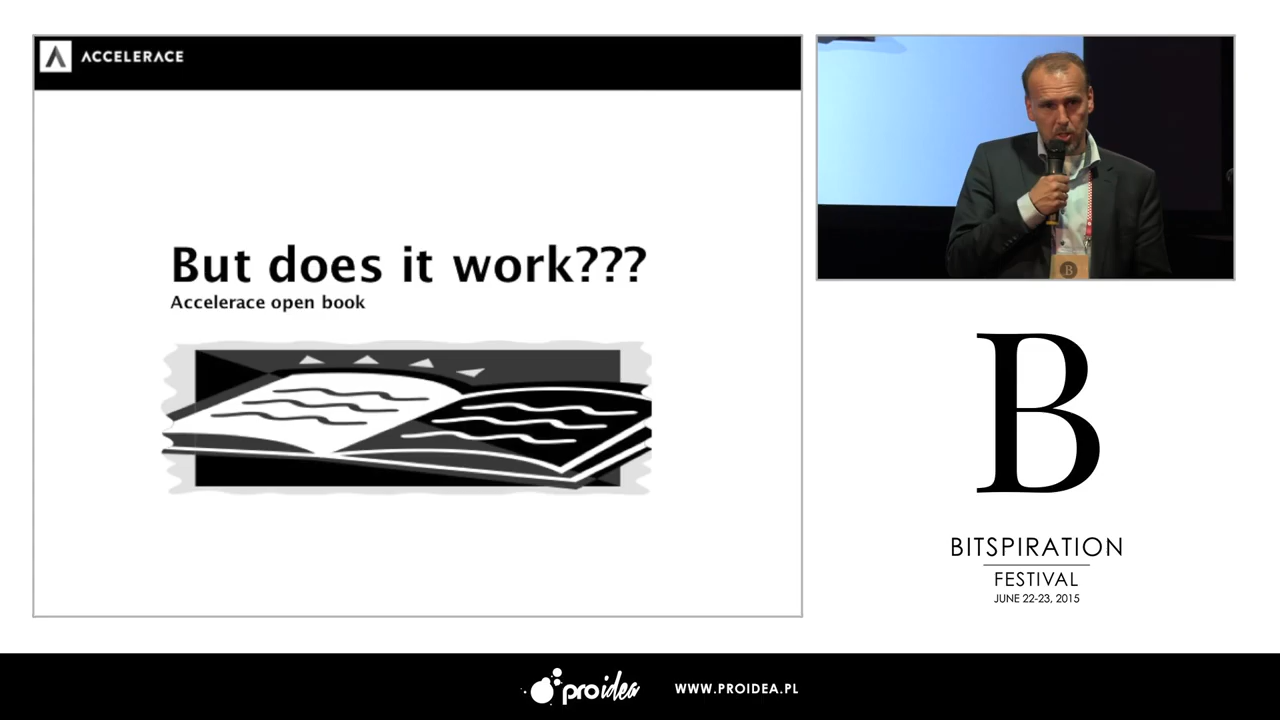 ACCELERACE
But does it work???
Accelerace open book
B
B
BITSPIRATION
FESTIVAL
JUNE 22-23, 2015
proidea
WWW.PROIDEA.PL